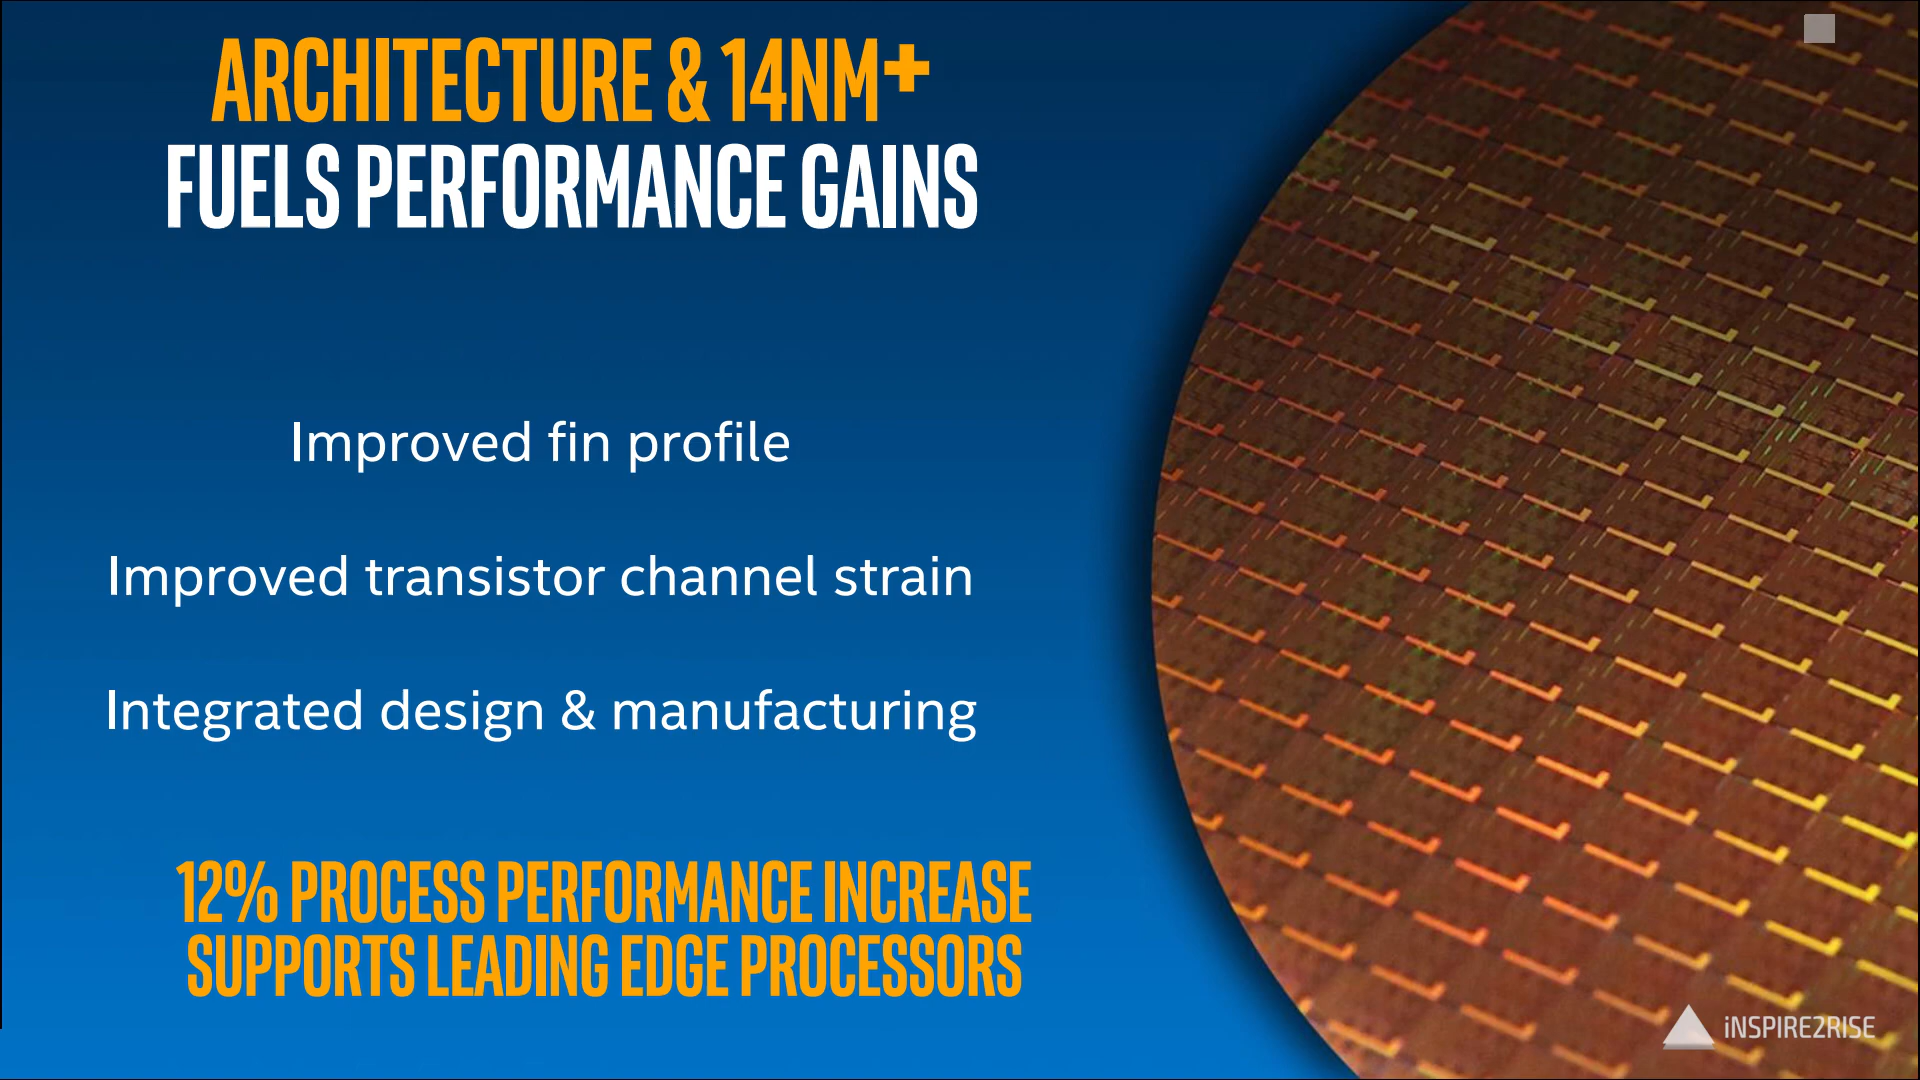 ARCHITECTURE & 14NM+
FUELS PERFORMANCE GAINS
Improved fin profile
Improved transistor channel strain
Integrated design & manufacturing
12% PROCESS PERFORMANCE INCREASE
SUPPORTS LEADING EDGE PROCESSORS
iNSPIRE2RISE